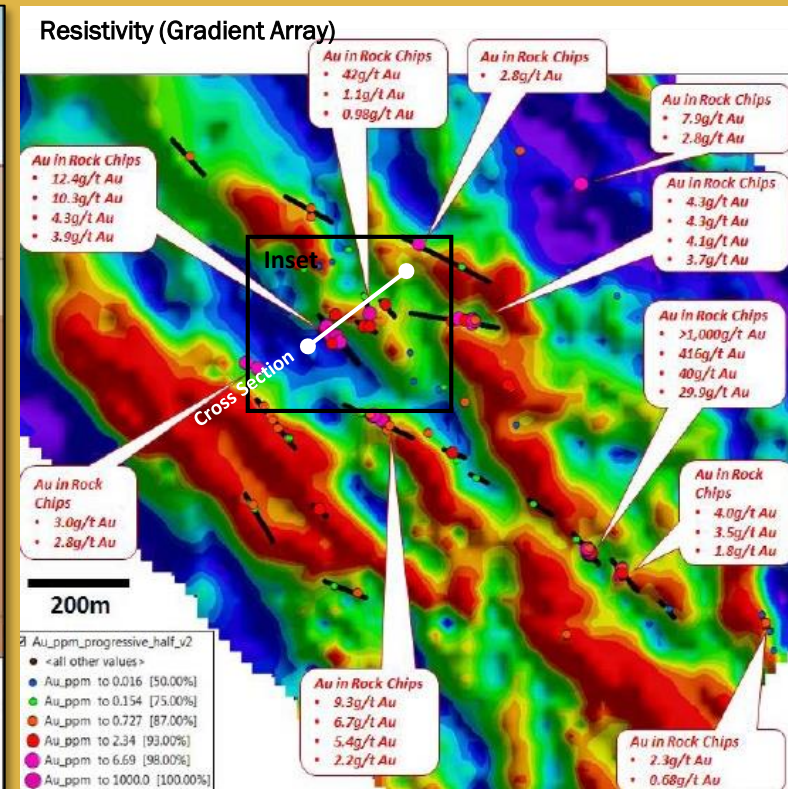 Resistivity (Gradient Array)
Au in Rock Chips
• 42g/t Au
• 1.1g/t Au
• 0.98g/t Au
Au in Rock Chips
• 2.8g/t Au
Au in Rock Chips
• 7.9g/t Au
• 2.8g/t Au
Au in Rock Chips
• 12.4g/t Au
• 10.3g/t Au
• 4.3g/t Au
• 3.9g/t Au
Au in Rock Chips
• 4.3g/t Au
• 4.3g/t Au
• 4.1g/t Au
• 3.7g/t Au
Inset
Cross Section
Au in Rock Chips
• >1,000g/t Au
• 416g/t Au
• 40g/t Au
• 29.9g/t Au
Au in Rock
Chips
• 3.0g/t Au
• 2.8g/t Au
Au in Rock
Chips
• 4.0g/t Au
• 3.5g/t Au
• 1.8g/t Au
200m
Au_ppm_progressive_half_v2
<all other values>
Au_ppm to 0.016 [50.00%]
Au_ppm to 0.154 [75.00%]
Au_ppm to 0.727 [87.00%]
Au_ppm to 2.34 [93.00%]
Au_ppm to 6.69 [98.00%]
Au_ppm to 1000.0 [100.00%]
Au in Rock Chips
• 9.3g/t Au
• 6.7g/t Au
• 5.4g/t Au
• 2.2g/t Au
Au in Rock Chips
• 2.3g/t Au
• 0.68g/t Au